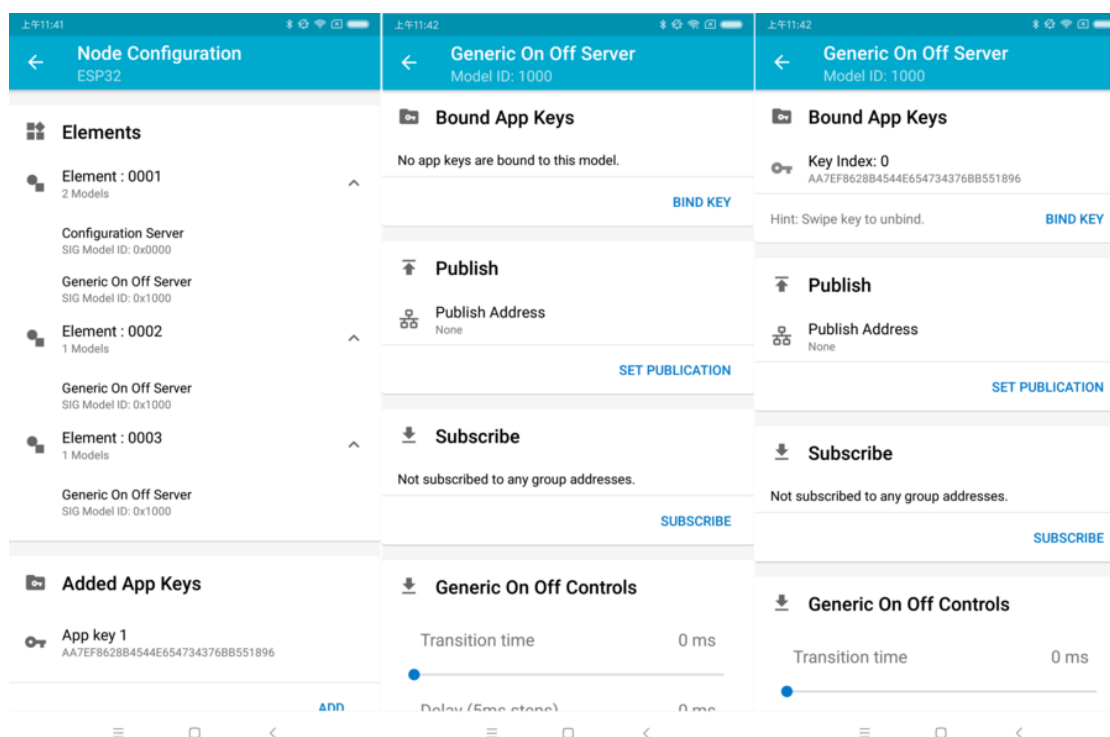 上午11:41
Node Configuration
ESP32
Elements
Element : 0001
2 Models
Configuration Server
SIG Model ID: 0x0000
Generic On Off Server
SIG Model ID: 0x1000
Element : 0002
1 Models
Generic On Off Server
SIG Model ID: 0x1000
Element : 0003
1 Models
Generic On Off Server
SIG Model ID: 0x1000
Added App Keys
App key 1
AA7EF8628B4544E654734376BB551896
ADD
上午11:42
Generic On Off Server
Model ID: 1000
Bound App Keys
No app keys are bound to this model.
BIND KEY
Publish
Publish Address
None
SET PUBLICATION
Subscribe
Not subscribed to any group addresses.
SUBSCRIBE
Generic On Off Controls
Transition time 0 ms
Delay (5ms steps) 0 ms
上午11:42
Generic On Off Server
Model ID: 1000
Bound App Keys
Key Index: 0
AA7EF8628B4544E654734376BB551896
Hint: Swipe key to unbind. BIND KEY
Publish
Publish Address
None
SET PUBLICATION
Subscribe
Not subscribed to any group addresses.
SUBSCRIBE
Generic On Off Controls
Transition time 0 ms